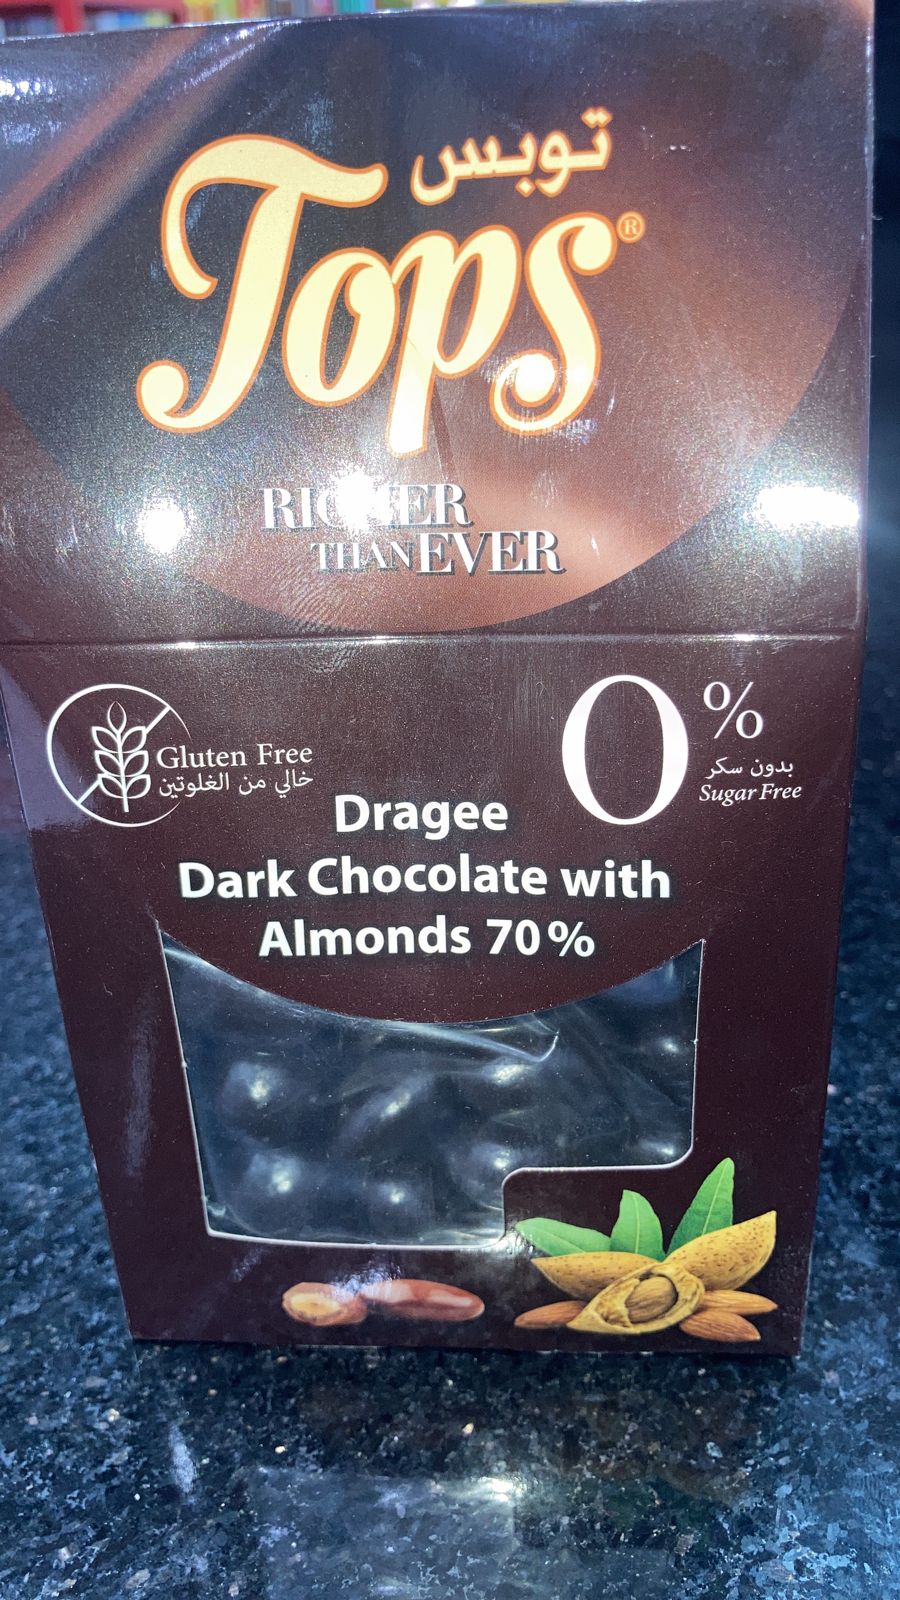 توبس
Tops®
RICHER
THAN EVER
Gluten Free
خالي من الغلوتين
0%
بدون سكر
Sugar Free
Dragee
Dark Chocolate with
Almonds 70%